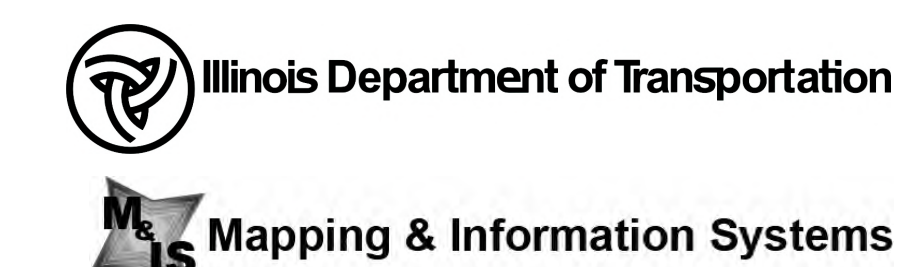 Illinois Department of Transportation
M&IS Mapping & Information Systems